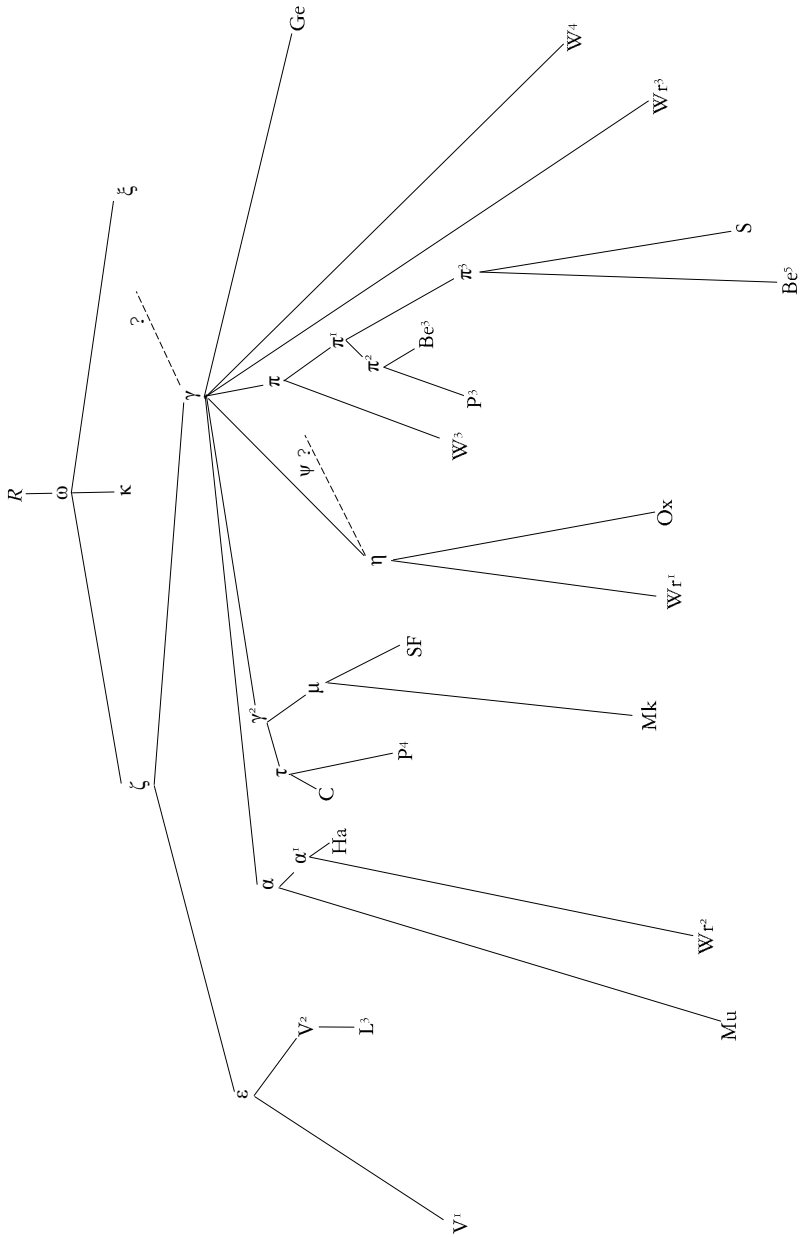 R
ω
ζ
κ
ξ
?
γ
Ge
ε
α
γ²
π
V²
α¹
Ha
τ
μ
ψ ?
π¹
π²
Be³
π³
L³
C
P⁴
SF
η
W³
P³
W⁴
V¹
Mu
Wr²
Mk
Wr¹
Ox
Wr³
S
Be⁵